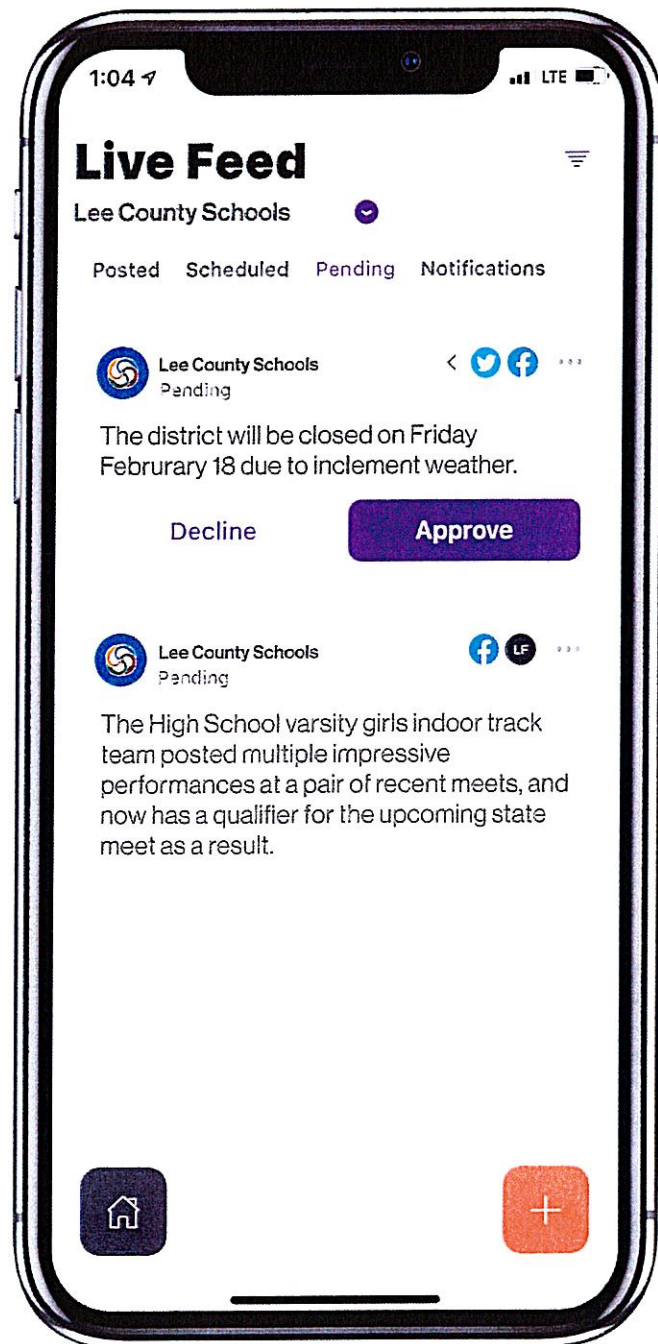 1:04 LTE
Live Feed
Lee County Schools
Posted Scheduled Pending Notifications
Lee County Schools
Pending
The district will be closed on Friday
Februrary 18 due to inclement weather.
Decline Approve
Lee County Schools
LF
Pending
The High School varsity girls indoor track
team posted multiple impressive
performances at a pair of recent meets, and
now has a qualifier for the upcoming state
meet as a result.